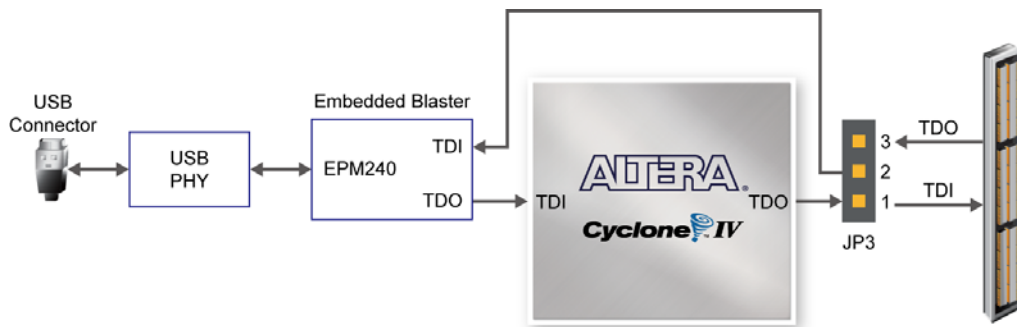 USB
Connector
USB
PHY
Embedded Blaster
TDI
EPM240
TDO
TDI
ALTERA®
Cyclone™ IV
TDO
3
2
1
JP3
TDO
TDI